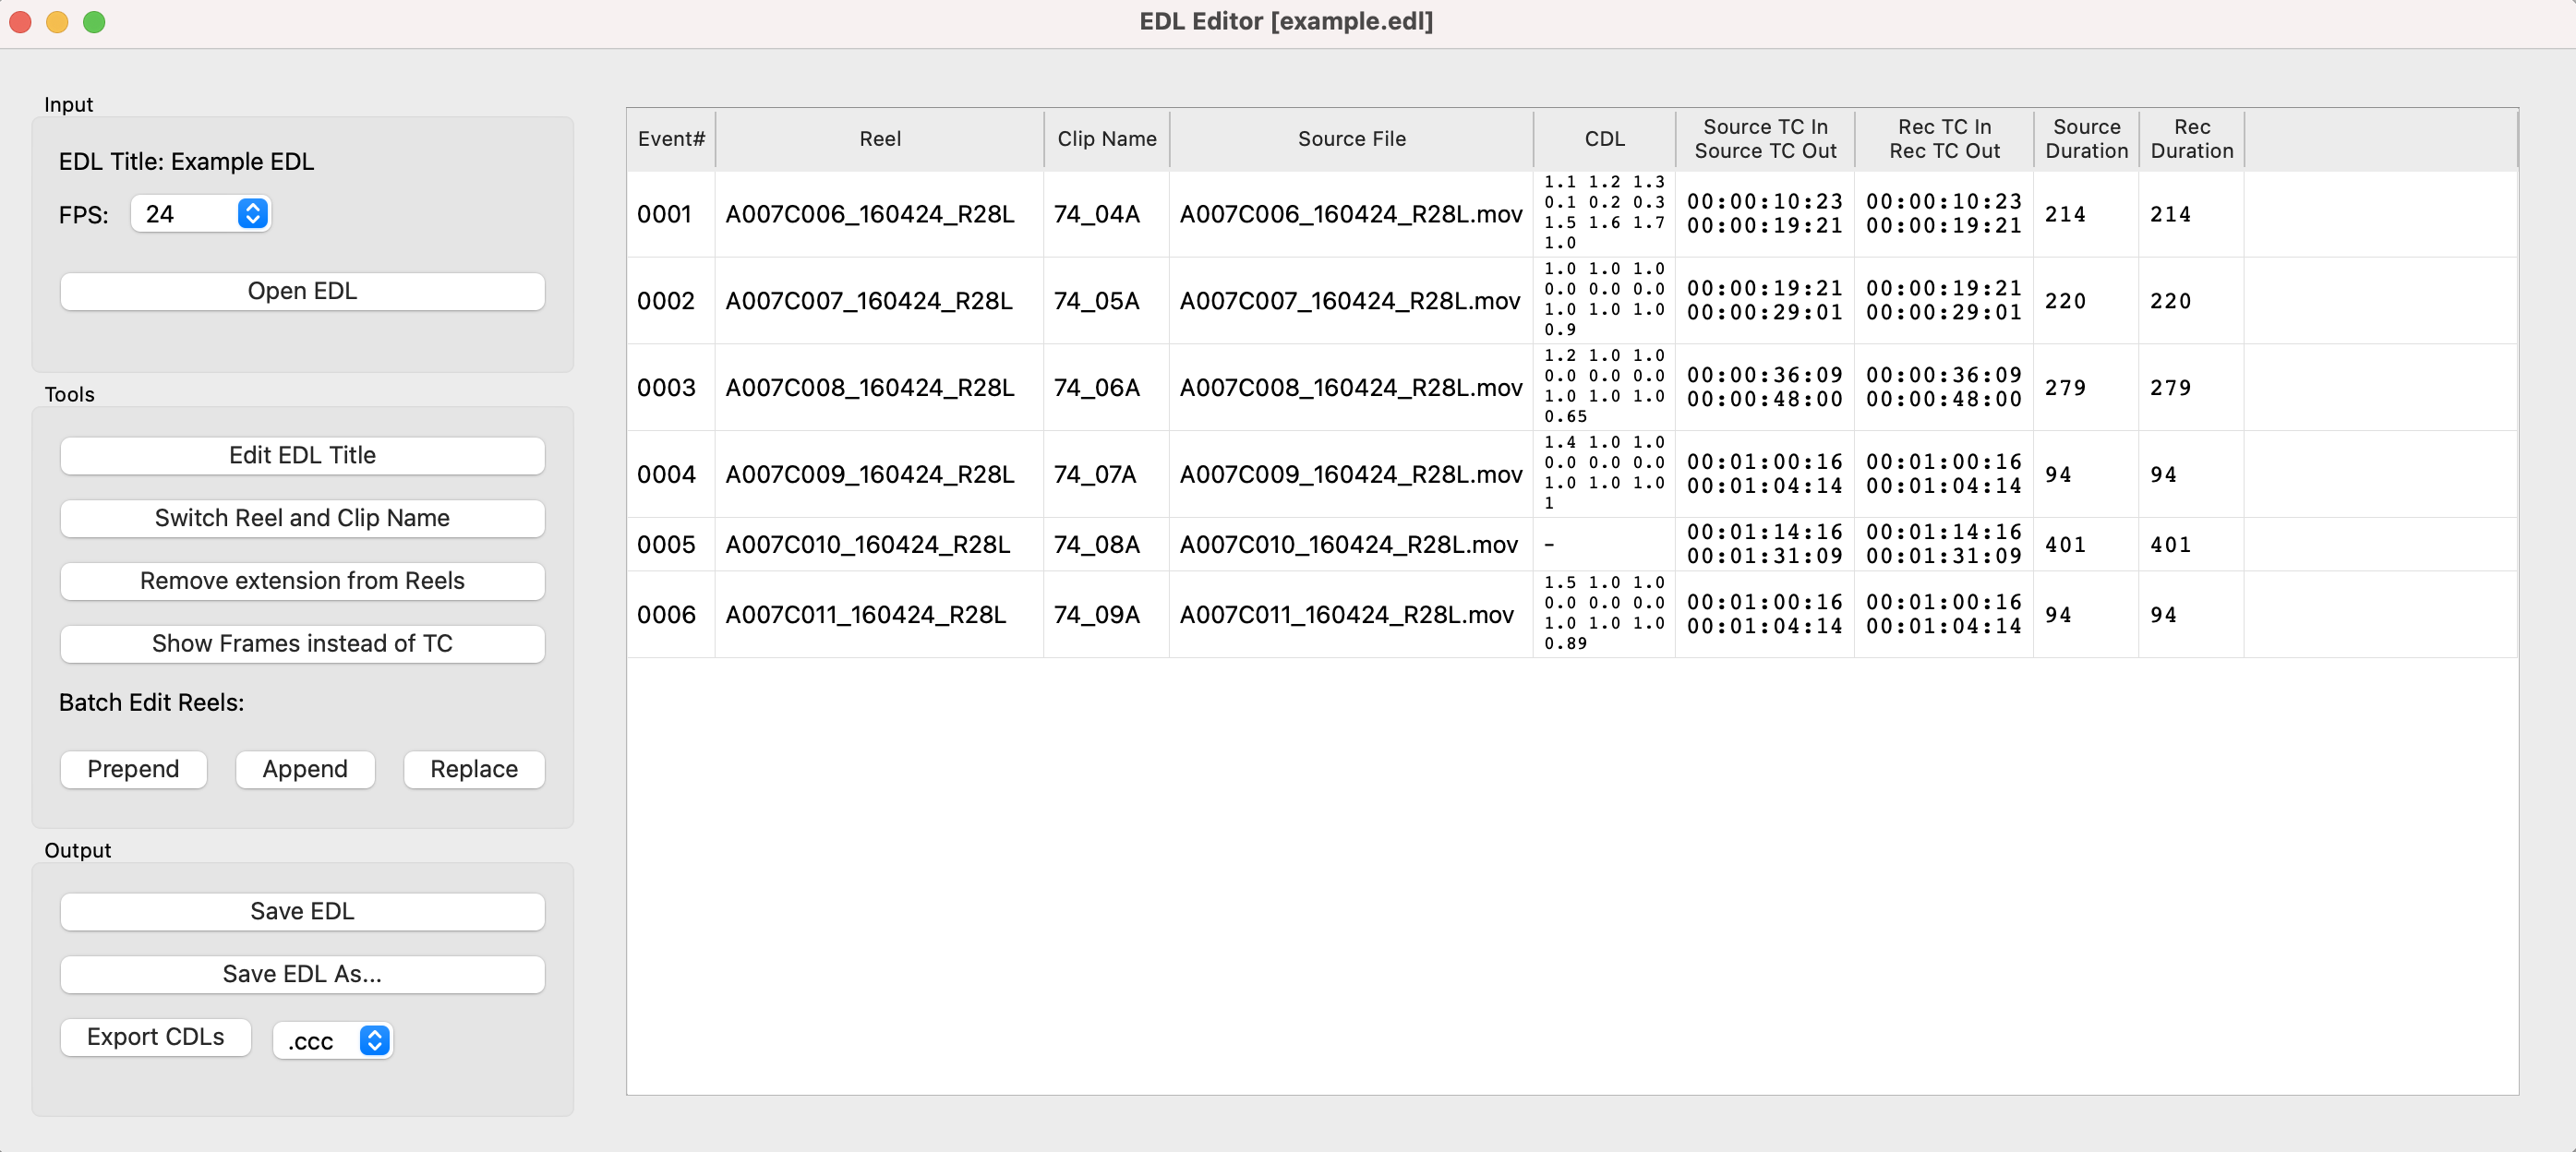 EDL Editor [example.edl]
Input
EDL Title: Example EDL
FPS: 24
Open EDL
Tools
Edit EDL Title
Switch Reel and Clip Name
Remove extension from Reels
Show Frames instead of TC
Batch Edit Reels:
Prepend Append Replace
Output
Save EDL
Save EDL As...
Export CDLs .ccc
Event# Reel Clip Name Source File CDL Source TC In Rec TC In Source Rec
Source TC Out Rec TC Out Duration Duration
1.1 1.2 1.3
0001 A007C006_160424_R28L 74_04A A007C006_160424_R28L.mov 0.1 0.2 0.3 00:00:10:23 00:00:10:23 214 214
1.5 1.6 1.7 00:00:19:21 00:00:19:21
1.0
1.0 1.0 1.0
0002 A007C007_160424_R28L 74_05A A007C007_160424_R28L.mov 0.0 0.0 0.0 00:00:19:21 00:00:19:21 220 220
1.0 1.0 1.0 00:00:29:01 00:00:29:01
0.9
1.2 1.0 1.0
0003 A007C008_160424_R28L 74_06A A007C008_160424_R28L.mov 0.0 0.0 0.0 00:00:36:09 00:00:36:09 279 279
1.0 1.0 1.0 00:00:48:00 00:00:48:00
0.65
1.4 1.0 1.0
0004 A007C009_160424_R28L 74_07A A007C009_160424_R28L.mov 0.0 0.0 0.0 00:01:00:16 00:01:00:16 94 94
1.0 1.0 1.0 00:01:04:14 00:01:04:14
1
0005 A007C010_160424_R28L 74_08A A007C010_160424_R28L.mov - 00:01:14:16 00:01:14:16 401 401
00:01:31:09 00:01:31:09
1.5 1.0 1.0
0006 A007C011_160424_R28L 74_09A A007C011_160424_R28L.mov 0.0 0.0 0.0 00:01:00:16 00:01:00:16 94 94
1.0 1.0 1.0 00:01:04:14 00:01:04:14
0.89